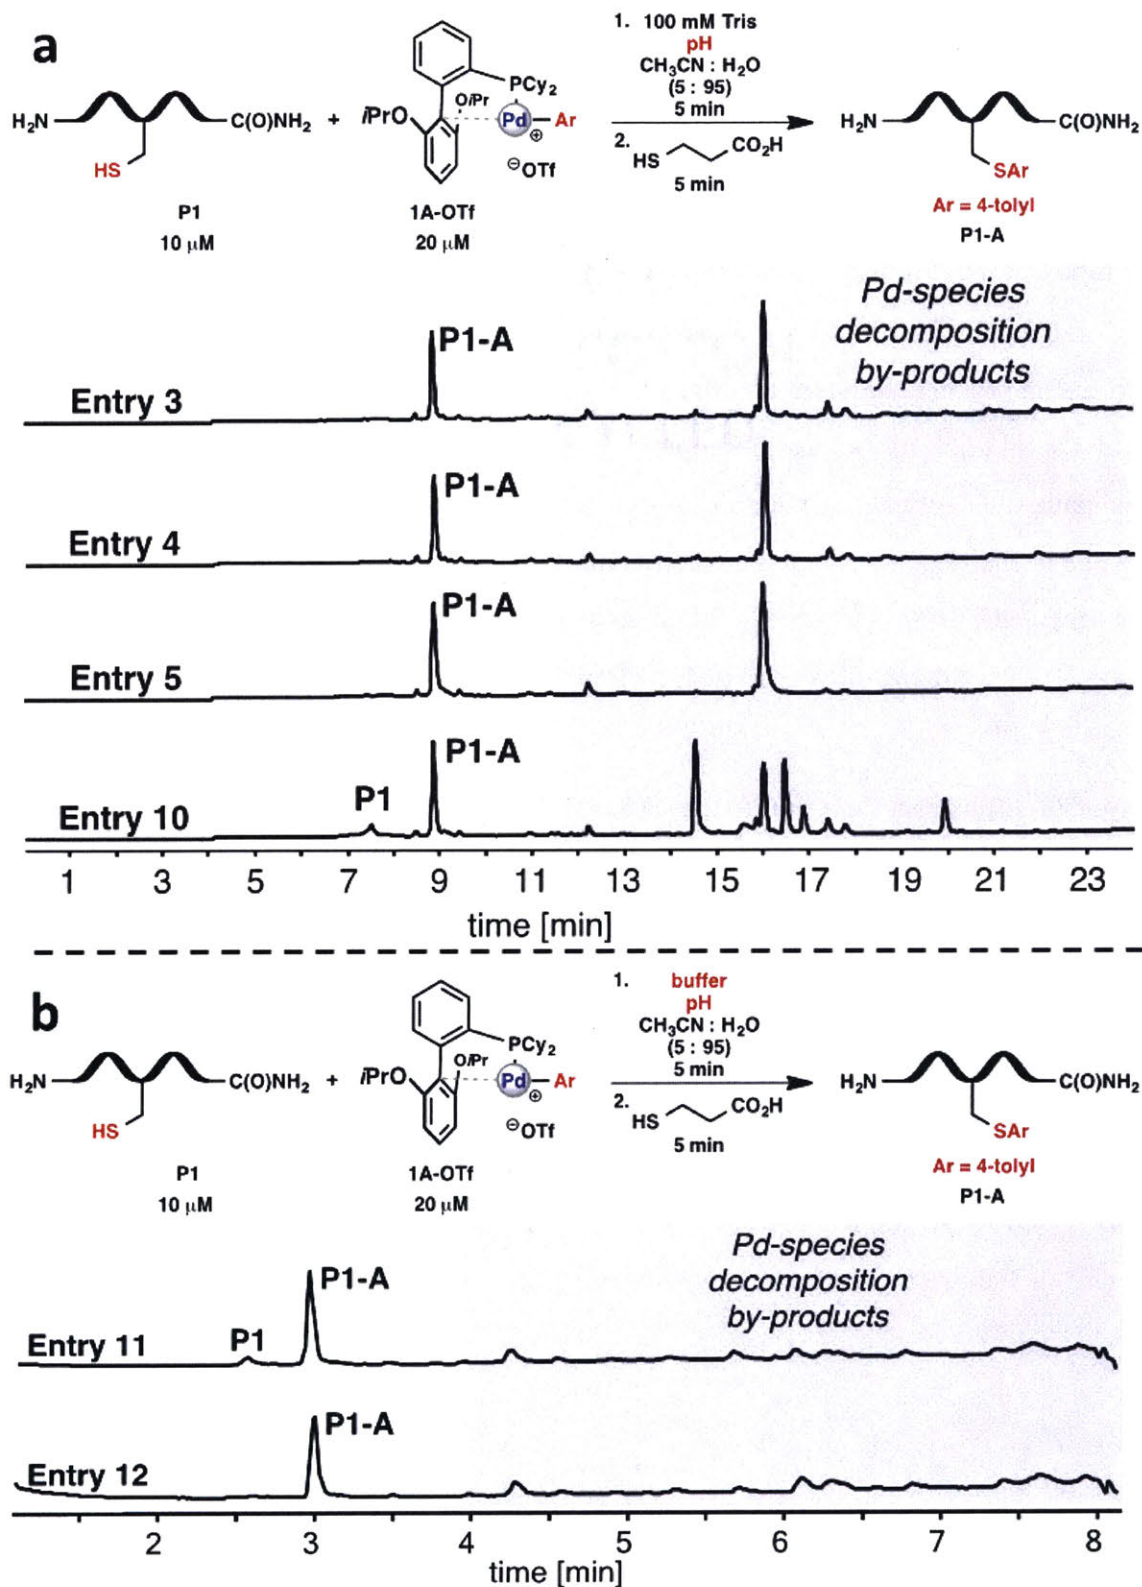 a
1. 100 mM Tris
pH
CH₃CN : H₂O
(5 : 95)
5 min
2. HS CO₂H
5 min
H₂N C(O)NH₂ + iPrO OiPr PCy₂ Pd Ar H₂N C(O)NH₂
⊕
HS ⊖OTf SAr
Ar = 4-tolyl
P1 1A-OTf P1-A
10 μM 20 μM
Pd-species
decomposition
by-products
P1-A
Entry 3
P1-A
Entry 4
P1-A
Entry 5
P1-A
P1
Entry 10
1 3 5 7 9 11 13 15 17 19 21 23
time [min]
b
1. buffer
pH
CH₃CN : H₂O
(5 : 95)
5 min
2. HS CO₂H
5 min
H₂N C(O)NH₂ + iPrO OiPr PCy₂ Pd Ar H₂N C(O)NH₂
⊕
HS ⊖OTf SAr
Ar = 4-tolyl
P1 1A-OTf P1-A
10 μM 20 μM
Pd-species
decomposition
by-products
P1-A
P1
Entry 11
P1-A
Entry 12
2 3 4 5 6 7 8
time [min]